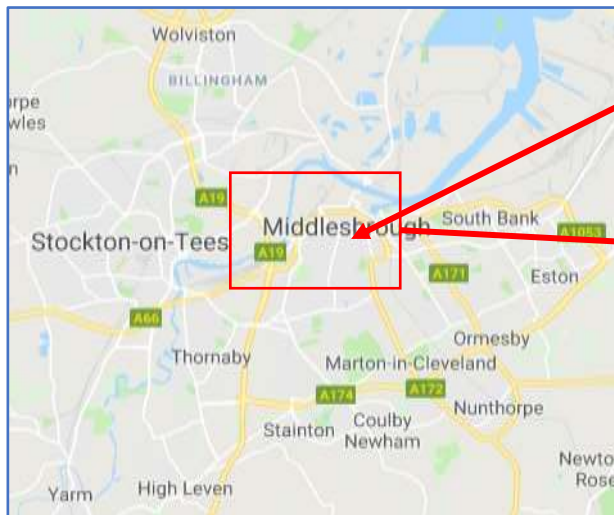 Wolviston
BILLINGHAM
orpe
wles
n
A19
Middlesbrough
South Bank
A1053
Stockton-on-Tees
A19
A171
Eston
A66
Ormesby
Thornaby
Marton-in-Cleveland
A174
A172
Nunthorpe
Stainton
Coulby
Newham
Newto
Rose
Yarm
High Leven